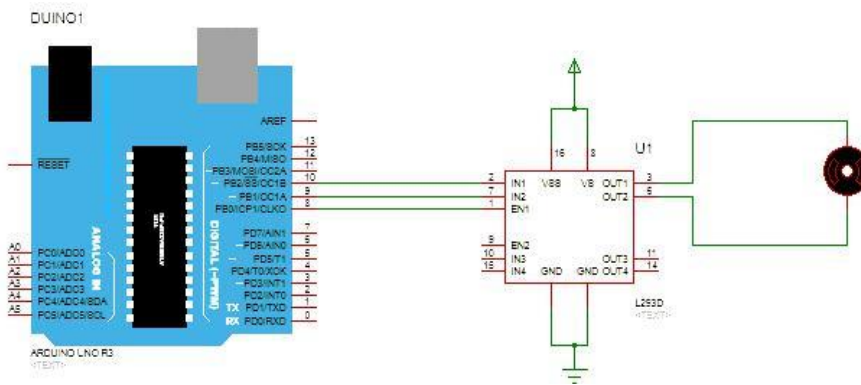 DUINO1
AREF
RESET
PB5/SCK 13
PB4/MISO 12
~PB3/MOSI/OC2A 11
~PB2/SS/OC1B 10
~PB1/OC1A 9
PB0/ICP1/CLKO 8
PD7/AIN1 7
~PD6/AIN0 6
~PD5/T1 5
PD4/T0/XCK 4
~PD3/INT1 3
PD2/INT0 2
TX PD1/TXD 1
RX PD0/RXD 0
ANALOG IN
DIGITAL (~PWM)
A0 PC0/ADC0
A1 PC1/ADC1
A2 PC2/ADC2
A3 PC3/ADC3
A4 PC4/ADC4/SDA
A5 PC5/ADC5/SCL
ARDUINO UNO R3
<TEXT>
U1
16 8
VSS VS
2 IN1 OUT1 3
7 IN2 OUT2 6
1 EN1
9 EN2
10 IN3 OUT3 11
15 IN4 OUT4 14
GND GND
L293D
<TEXT>